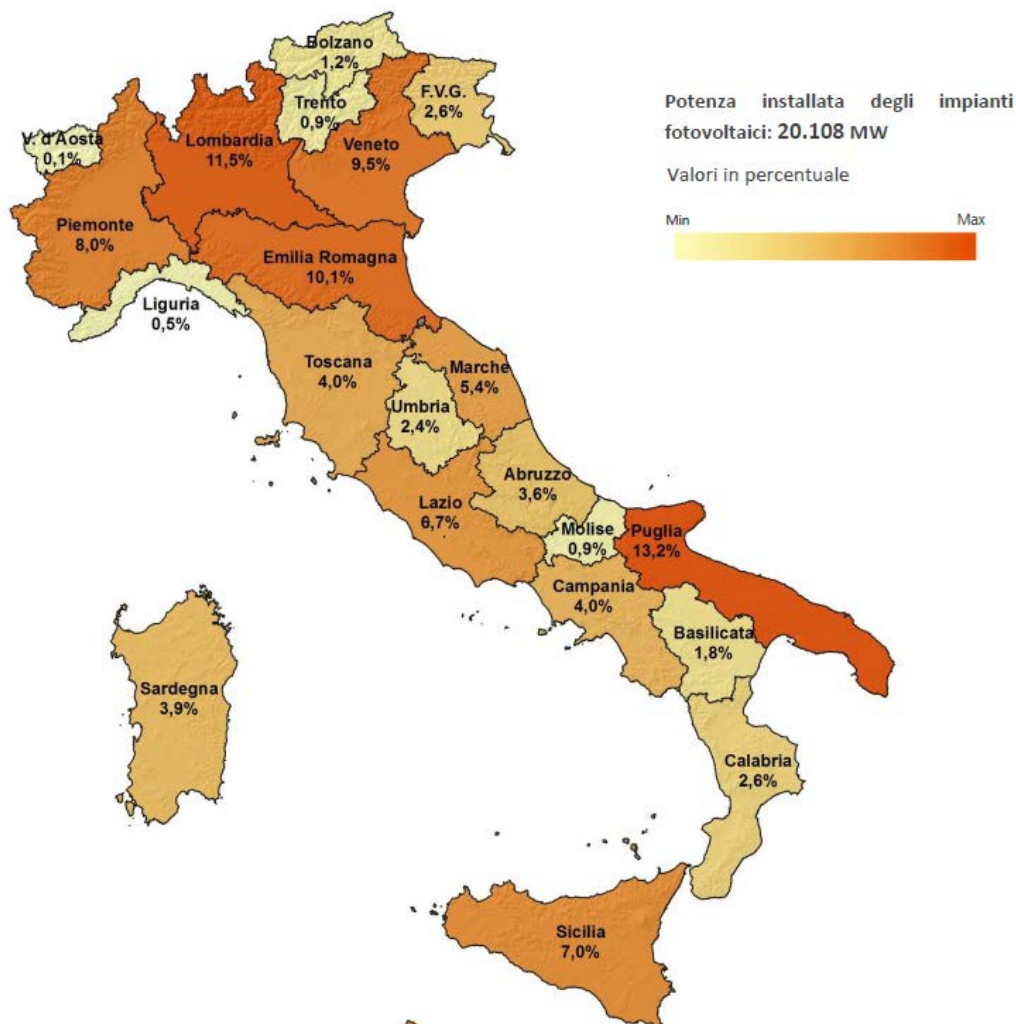 Potenza installata degli impianti
fotovoltaici: 20.108 MW
Valori in percentuale
Min Max
Bolzano
1,2%
Trento
0,9%
F.V.G.
2,6%
V. d'Aosta
0,1%
Lombardia
11,5%
Veneto
9,5%
Piemonte
8,0%
Emilia Romagna
10,1%
Liguria
0,5%
Toscana
4,0%
Marche
5,4%
Umbria
2,4%
Abruzzo
3,6%
Lazio
6,7%
Molise
0,9%
Puglia
13,2%
Campania
4,0%
Basilicata
1,8%
Sardegna
3,9%
Calabria
2,6%
Sicilia
7,0%